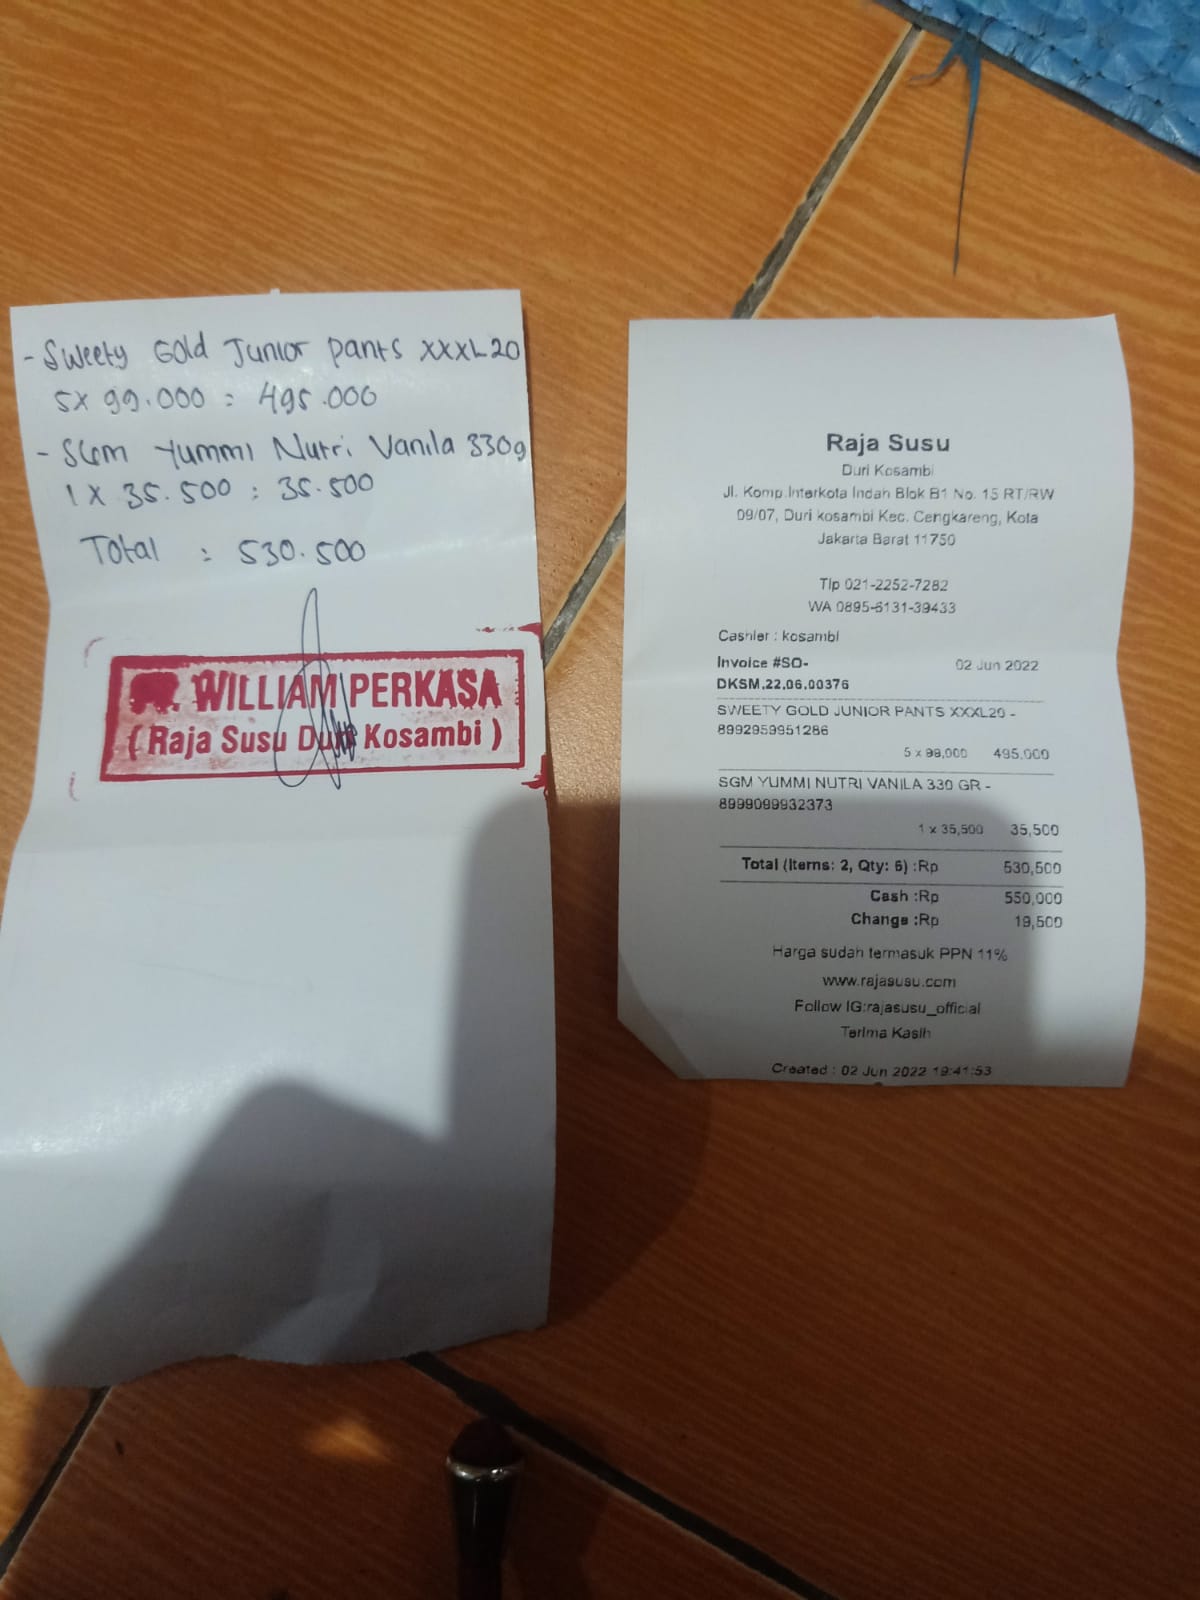 - Sweety Gold Junior pants XXXL20
5X 99.000 = 495.000
- SGM Yummi Nutri Vanila 330g
1 X 35.500 = 35.500
Total : 530.500
WILLIAM PERKASA
( Raja Susu Duri Kosambi )
Raja Susu
Duri Kosambi
Jl. Komp.Interkota Indah Blok B1 No. 15 RT/RW
09/07, Duri kosambi Kec. Cengkareng, Kota
Jakarta Barat 11750
Tlp 021-2252-7282
WA 0895-6131-39433
Cashier : kosambi
Invoice #SO- 02 Jun 2022
DKSM.22.06.00376
SWEETY GOLD JUNIOR PANTS XXXL20 -
8992959951286
5 x 99,000 495,000
SGM YUMMI NUTRI VANILA 330 GR -
8999099932373
1 x 35,500 35,500
Total (Items: 2, Qty: 6) :Rp 530,500
Cash :Rp 550,000
Change :Rp 19,500
Harga sudah termasuk PPN 11%
www.rajasusu.com
Follow IG:rajasusu_official
Terima Kasih
Created : 02 Jun 2022 19:41:53